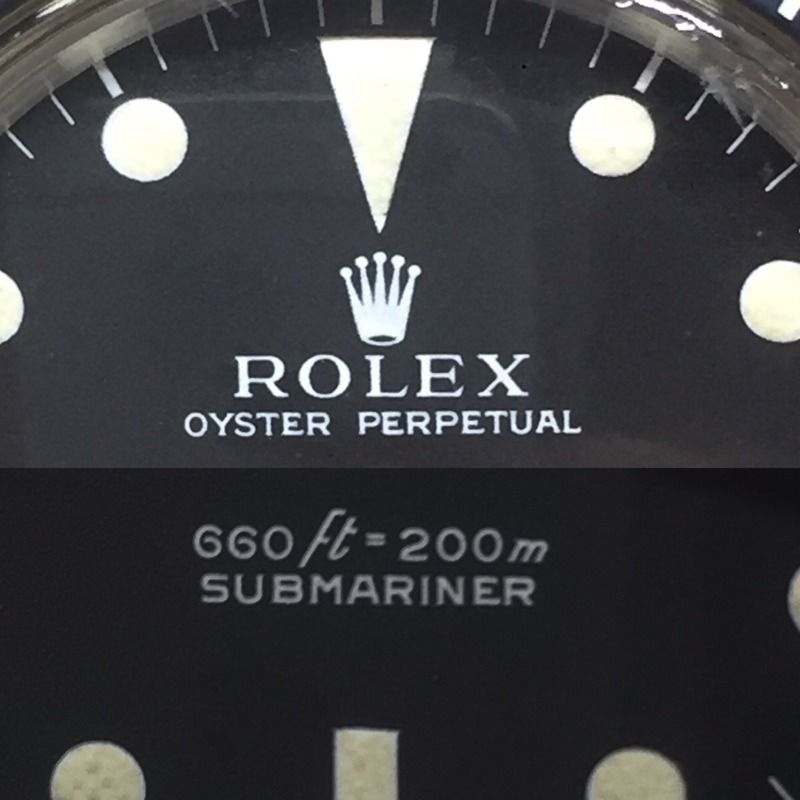 ROLEX
OYSTER PERPETUAL
660 ft = 200 m
SUBMARINER